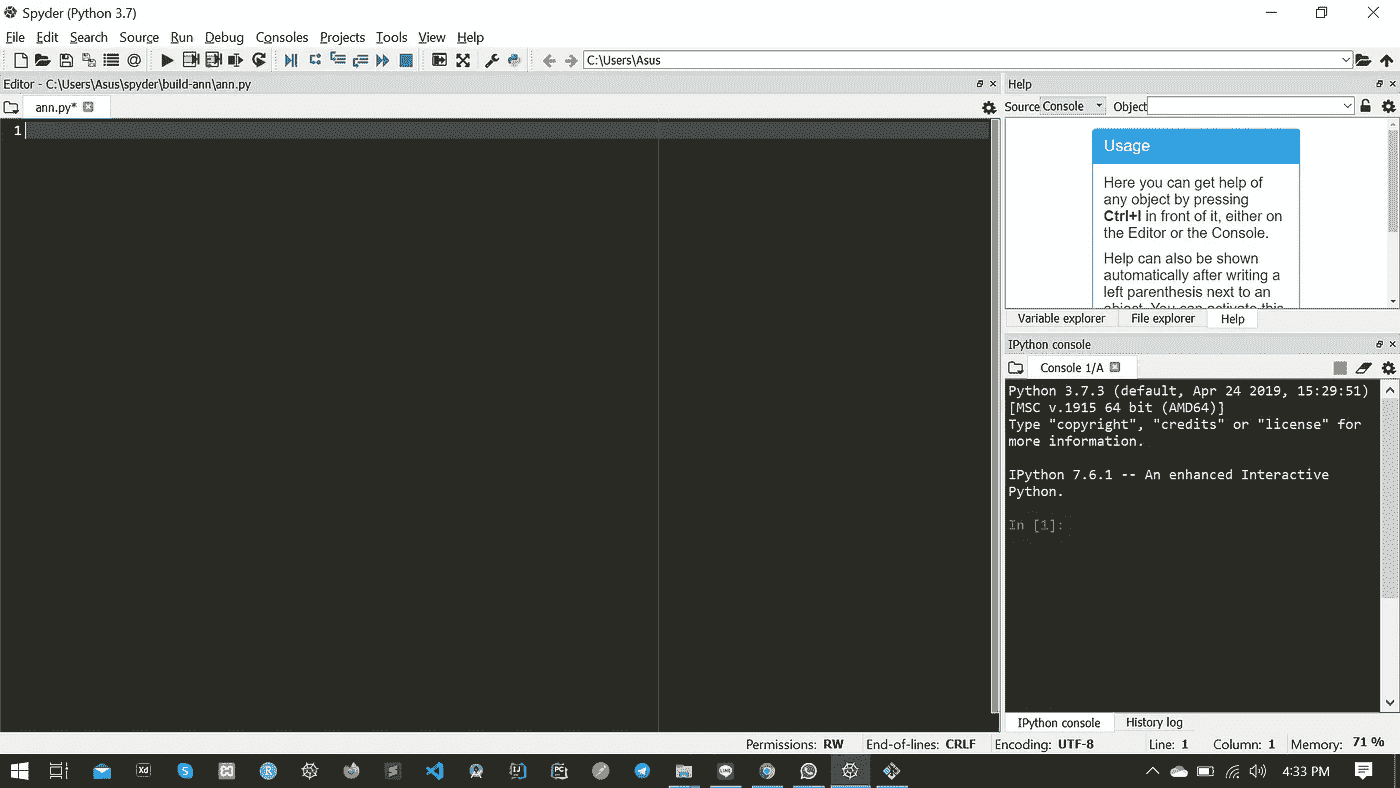 Spyder (Python 3.7)
File Edit Search Source Run Debug Consoles Projects Tools View Help
C:\Users\Asus
Editor - C:\Users\Asus\spyder\build-ann\ann.py
ann.py*
1
Help
Source Console Object
Usage
Here you can get help of
any object by pressing
Ctrl+I in front of it, either on
the Editor or the Console.
Help can also be shown
automatically after writing a
left parenthesis next to an
object. You can activate this
Variable explorer File explorer Help
IPython console
Console 1/A
Python 3.7.3 (default, Apr 24 2019, 15:29:51)
[MSC v.1915 64 bit (AMD64)]
Type "copyright", "credits" or "license" for
more information.
IPython 7.6.1 -- An enhanced Interactive
Python.
In [1]:
IPython console History log
Permissions: RW End-of-lines: CRLF Encoding: UTF-8 Line: 1 Column: 1 Memory: 71 %
Xd S R IJ PC LINE 4:33 PM